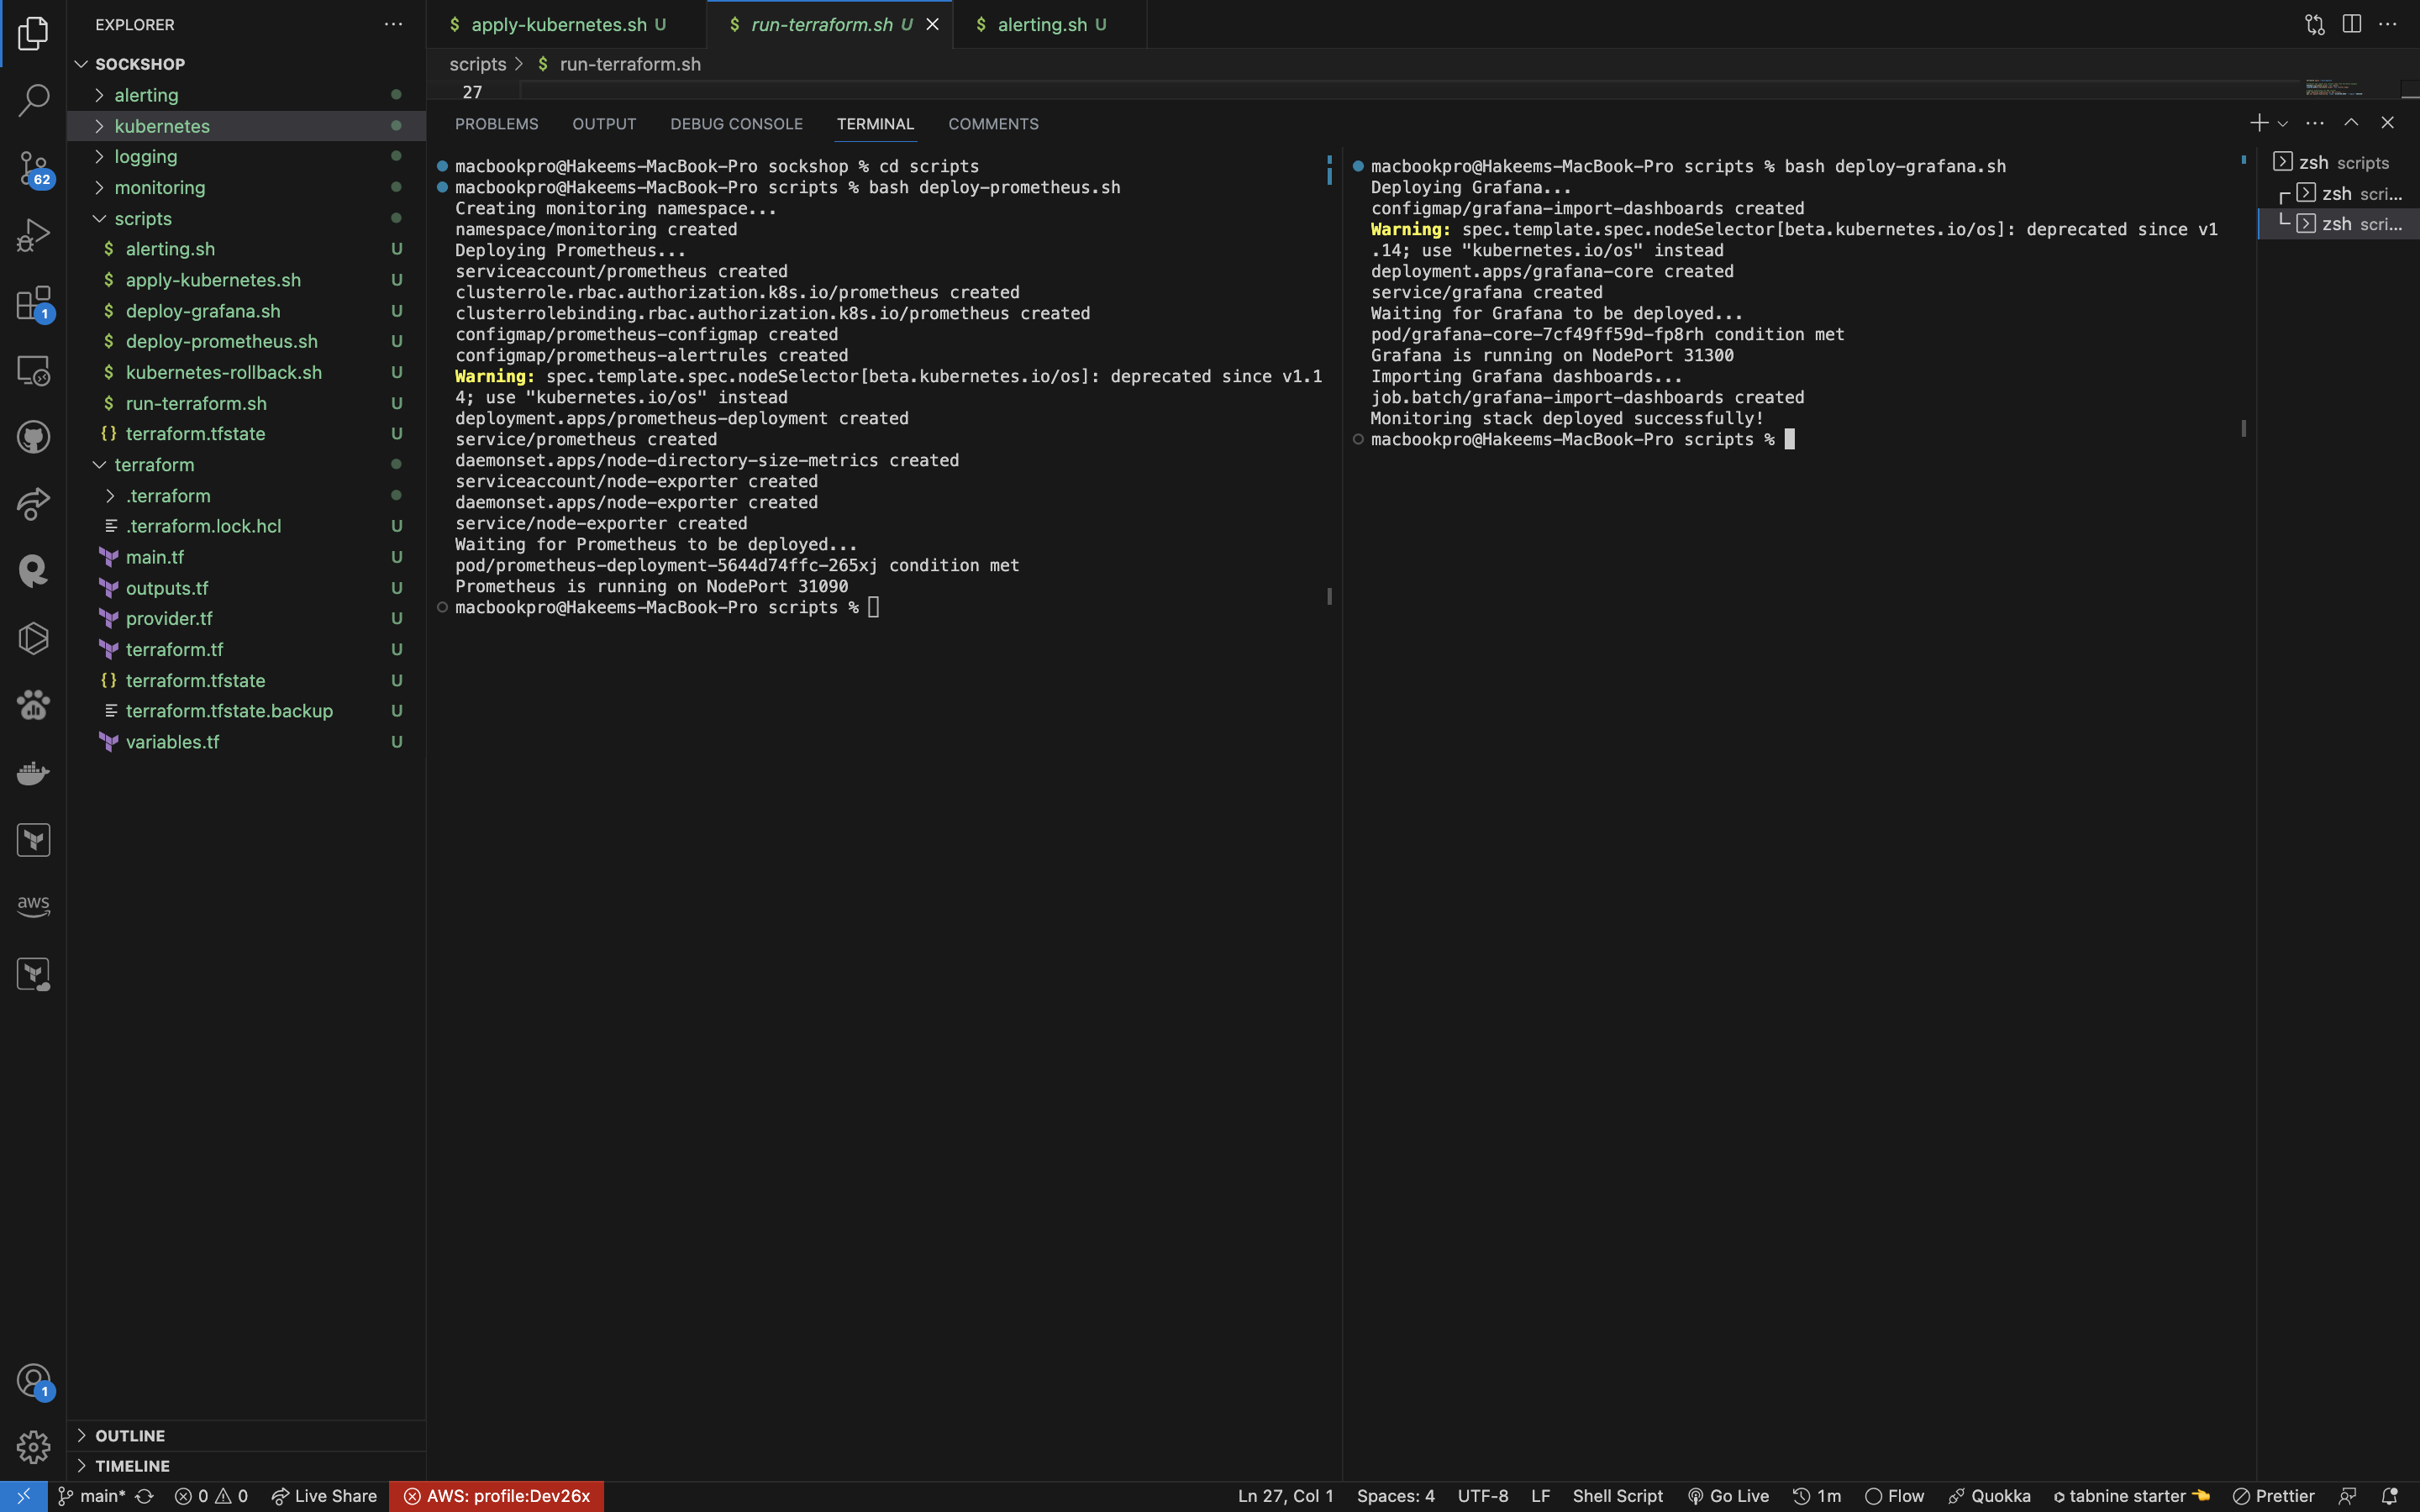 EXPLORER
SOCKSHOP
alerting
kubernetes
logging
monitoring
scripts
$ alerting.sh U
$ apply-kubernetes.sh U
$ deploy-grafana.sh U
$ deploy-prometheus.sh U
$ kubernetes-rollback.sh U
$ run-terraform.sh U
{} terraform.tfstate U
terraform
.terraform
.terraform.lock.hcl U
main.tf U
outputs.tf U
provider.tf U
terraform.tf U
{} terraform.tfstate U
terraform.tfstate.backup U
variables.tf U
OUTLINE
TIMELINE
62
1
aws
1
$ apply-kubernetes.sh U
$ run-terraform.sh U
$ alerting.sh U
scripts > $ run-terraform.sh
27
PROBLEMS OUTPUT DEBUG CONSOLE TERMINAL COMMENTS
macbookpro@Hakeems-MacBook-Pro sockshop % cd scripts
macbookpro@Hakeems-MacBook-Pro scripts % bash deploy-prometheus.sh
Creating monitoring namespace...
namespace/monitoring created
Deploying Prometheus...
serviceaccount/prometheus created
clusterrole.rbac.authorization.k8s.io/prometheus created
clusterrolebinding.rbac.authorization.k8s.io/prometheus created
configmap/prometheus-configmap created
configmap/prometheus-alertrules created
Warning: spec.template.spec.nodeSelector[beta.kubernetes.io/os]: deprecated since v1.1
4; use "kubernetes.io/os" instead
deployment.apps/prometheus-deployment created
service/prometheus created
daemonset.apps/node-directory-size-metrics created
serviceaccount/node-exporter created
daemonset.apps/node-exporter created
service/node-exporter created
Waiting for Prometheus to be deployed...
pod/prometheus-deployment-5644d74ffc-265xj condition met
Prometheus is running on NodePort 31090
macbookpro@Hakeems-MacBook-Pro scripts %
macbookpro@Hakeems-MacBook-Pro scripts % bash deploy-grafana.sh
Deploying Grafana...
configmap/grafana-import-dashboards created
Warning: spec.template.spec.nodeSelector[beta.kubernetes.io/os]: deprecated since v1
.14; use "kubernetes.io/os" instead
deployment.apps/grafana-core created
service/grafana created
Waiting for Grafana to be deployed...
pod/grafana-core-7cf49ff59d-fp8rh condition met
Grafana is running on NodePort 31300
Importing Grafana dashboards...
job.batch/grafana-import-dashboards created
Monitoring stack deployed successfully!
macbookpro@Hakeems-MacBook-Pro scripts %
zsh scripts
zsh scri...
zsh scri...
main* 0 0 Live Share AWS: profile:Dev26x Ln 27, Col 1 Spaces: 4 UTF-8 LF Shell Script Go Live 1m Flow Quokka tabnine starter Prettier